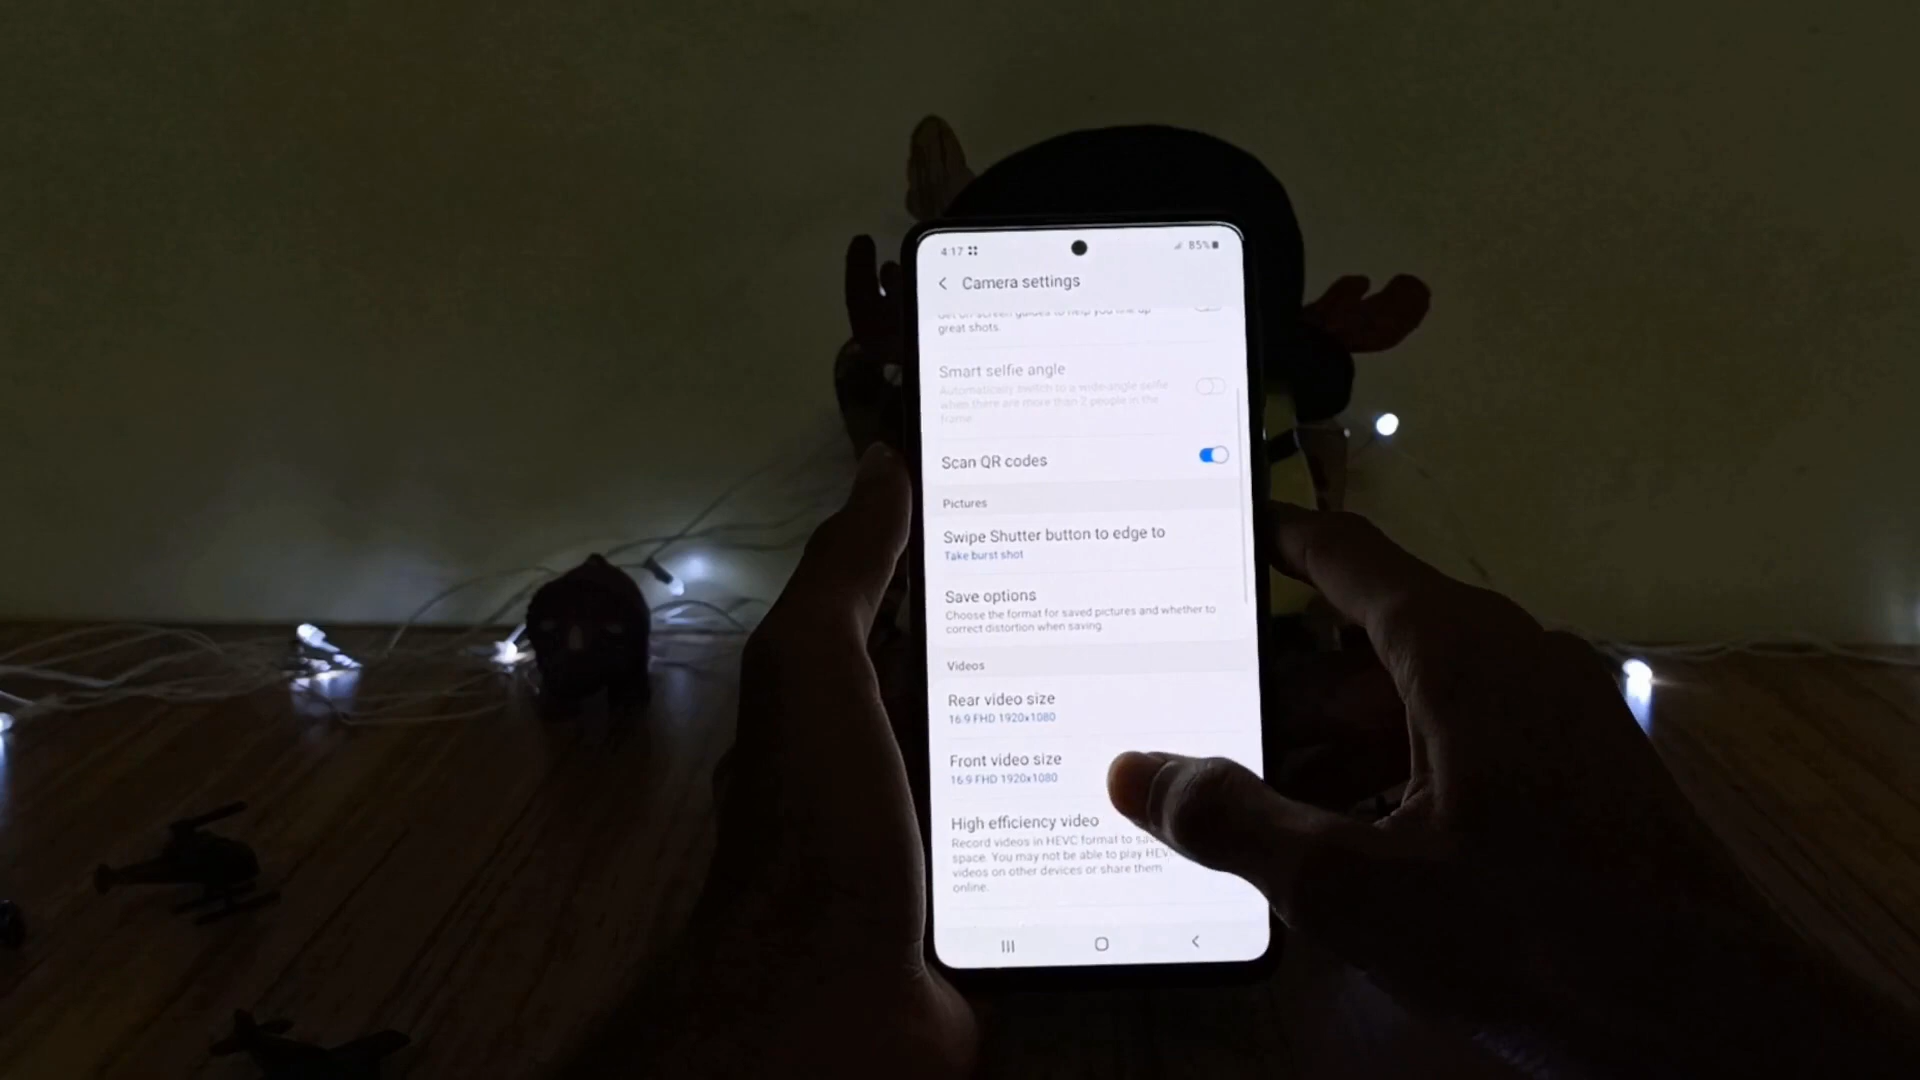 4:17
85%
Camera settings
Get on-screen guides to help you line up
great shots.
Smart selfie angle
Automatically switch to a wide-angle selfie
when there are more than 2 people in the
frame.
Scan QR codes
Pictures
Swipe Shutter button to edge to
Take burst shot
Save options
Choose the format for saved pictures and whether to
correct distortion when saving.
Videos
Rear video size
16:9 FHD 1920x1080
Front video size
16:9 FHD 1920x1080
High efficiency video
Record videos in HEVC format to
space. You may not be able to play
videos on other devices or share them
online.